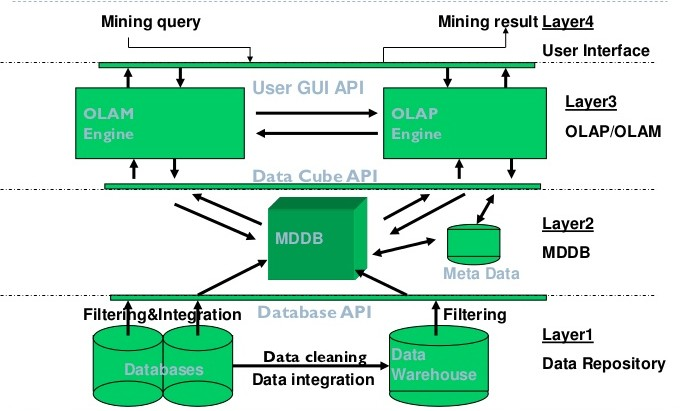 Mining query
Mining result
Layer4
User Interface
User GUI API
OLAM
Engine
OLAP
Engine
Layer3
OLAP/OLAM
Data Cube API
MDDB
Layer2
MDDB
Meta Data
Database API
Filtering&Integration
Filtering
Layer1
Data Repository
Databases
Data cleaning
Data integration
Data
Warehouse